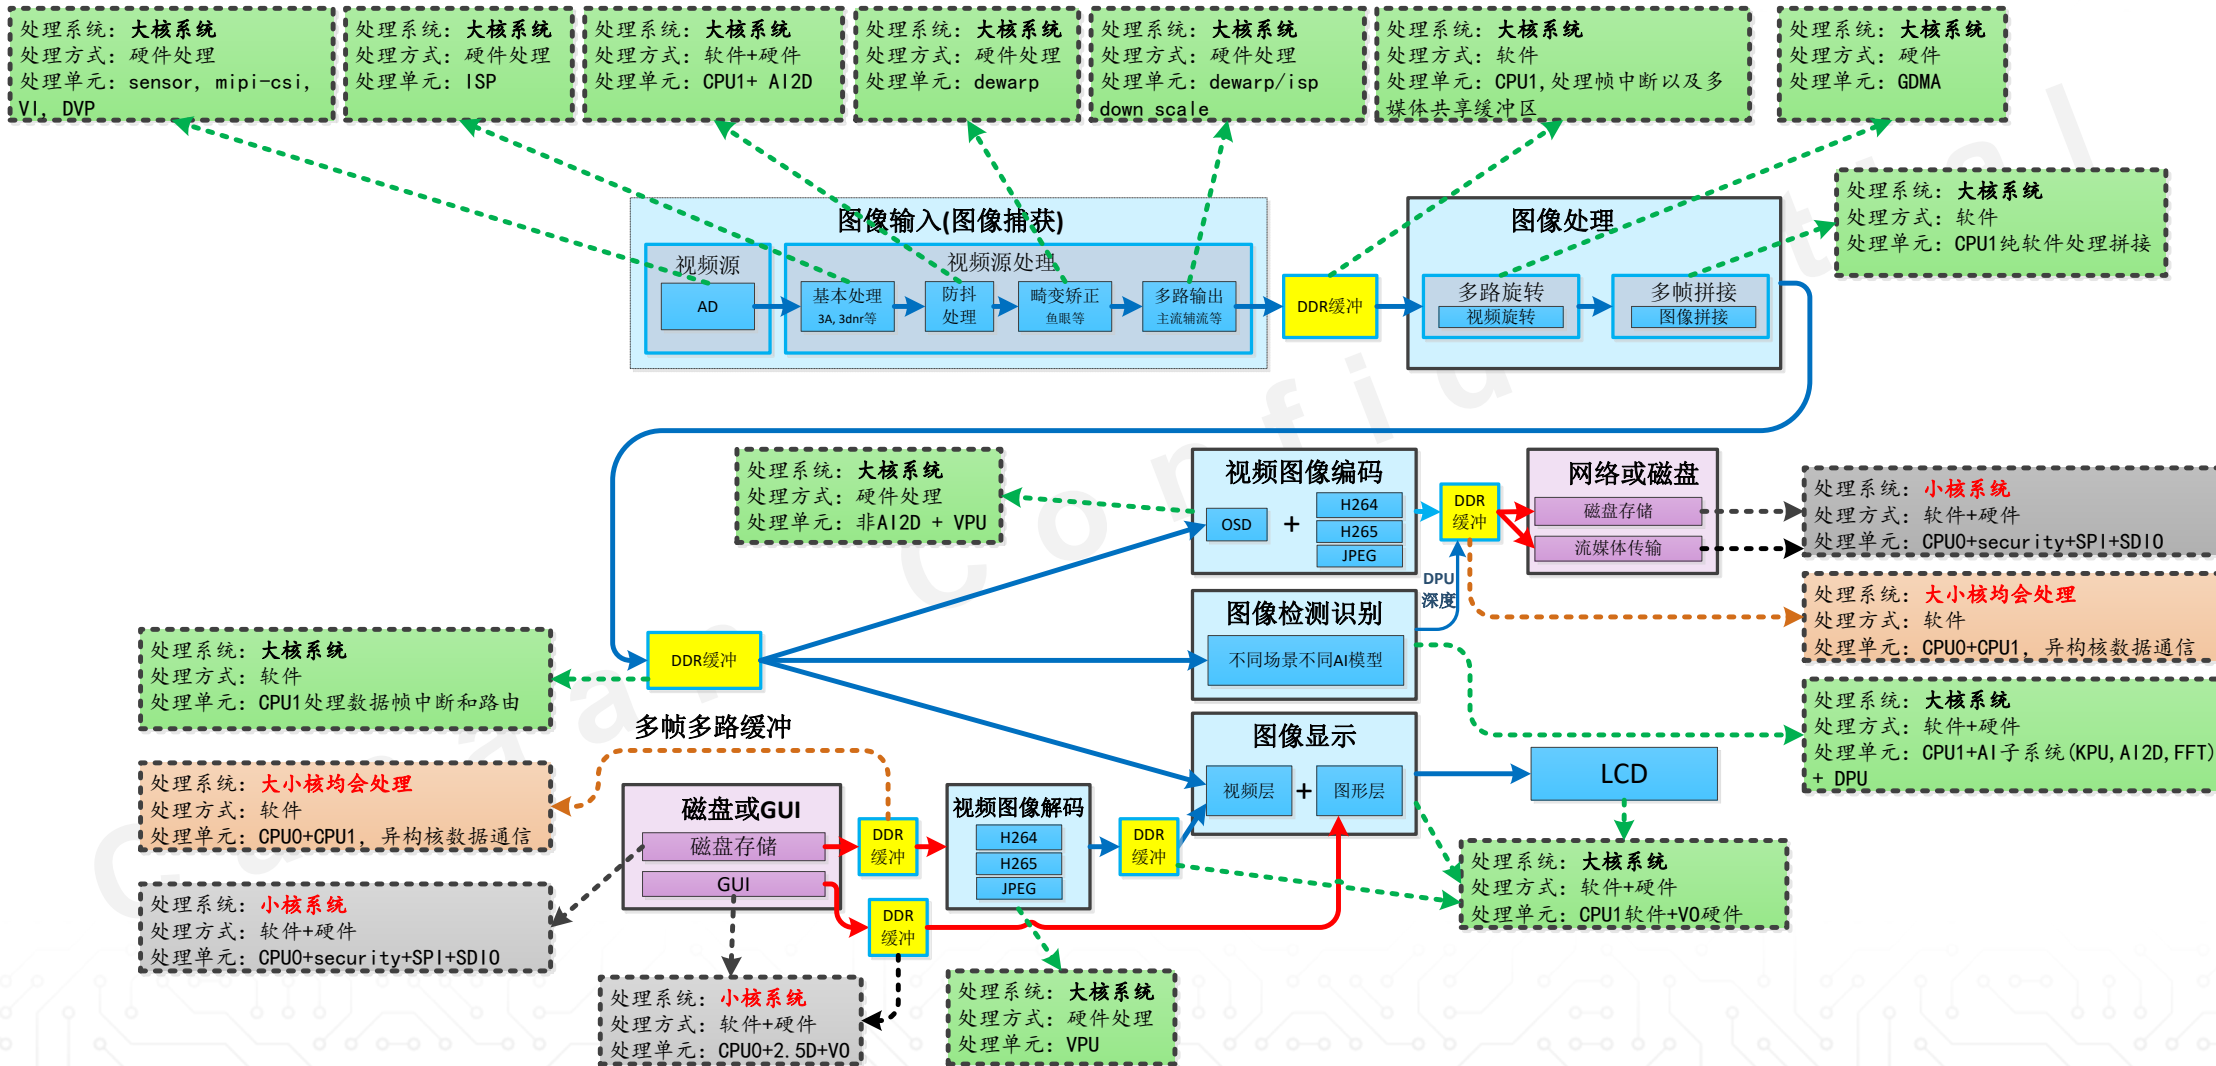 处理系统: 大核系统
处理方式: 硬件处理
处理单元: sensor, mipi-csi,
VI, DVP
处理系统: 大核系统
处理方式: 硬件处理
处理单元: ISP
处理系统: 大核系统
处理方式: 软件+硬件
处理单元: CPU1+ AI2D
处理系统: 大核系统
处理方式: 硬件处理
处理单元: dewarp
处理系统: 大核系统
处理方式: 硬件处理
处理单元: dewarp/isp
down scale
处理系统: 大核系统
处理方式: 软件
处理单元: CPU1,处理帧中断以及多
媒体共享缓冲区
处理系统: 大核系统
处理方式: 硬件
处理单元: GDMA
处理系统: 大核系统
处理方式: 软件
处理单元: CPU1纯软件处理拼接
图像输入(图像捕获)
视频源
AD
视频源处理
基本处理
3A, 3dnr等
防抖
处理
畸变矫正
鱼眼等
多路输出
主流辅流等
DDR缓冲
图像处理
多路旋转
视频旋转
多帧拼接
图像拼接
处理系统: 大核系统
处理方式: 硬件处理
处理单元: 非AI2D + VPU
视频图像编码
OSD
+
H264
H265
JPEG
DDR
缓冲
网络或磁盘
磁盘存储
流媒体传输
处理系统: 小核系统
处理方式: 软件+硬件
处理单元: CPU0+security+SPI+SDIO
DPU
深度
图像检测识别
不同场景不同AI模型
处理系统: 大小核均会处理
处理方式: 软件
处理单元: CPU0+CPU1, 异构核数据通信
处理系统: 大核系统
处理方式: 软件
处理单元: CPU1处理数据帧中断和路由
DDR缓冲
多帧多路缓冲
处理系统: 大核系统
处理方式: 软件+硬件
处理单元: CPU1+AI子系统(KPU,AI2D,FFT)
+ DPU
图像显示
视频层
+
图形层
LCD
处理系统: 大小核均会处理
处理方式: 软件
处理单元: CPU0+CPU1, 异构核数据通信
磁盘或GUI
磁盘存储
GUI
DDR
缓冲
视频图像解码
H264
H265
JPEG
DDR
缓冲
DDR
缓冲
处理系统: 大核系统
处理方式: 软件+硬件
处理单元: CPU1软件+VO硬件
处理系统: 小核系统
处理方式: 软件+硬件
处理单元: CPU0+security+SPI+SDIO
处理系统: 小核系统
处理方式: 软件+硬件
处理单元: CPU0+2.5D+VO
处理系统: 大核系统
处理方式: 硬件处理
处理单元: VPU
Canaan Confidential